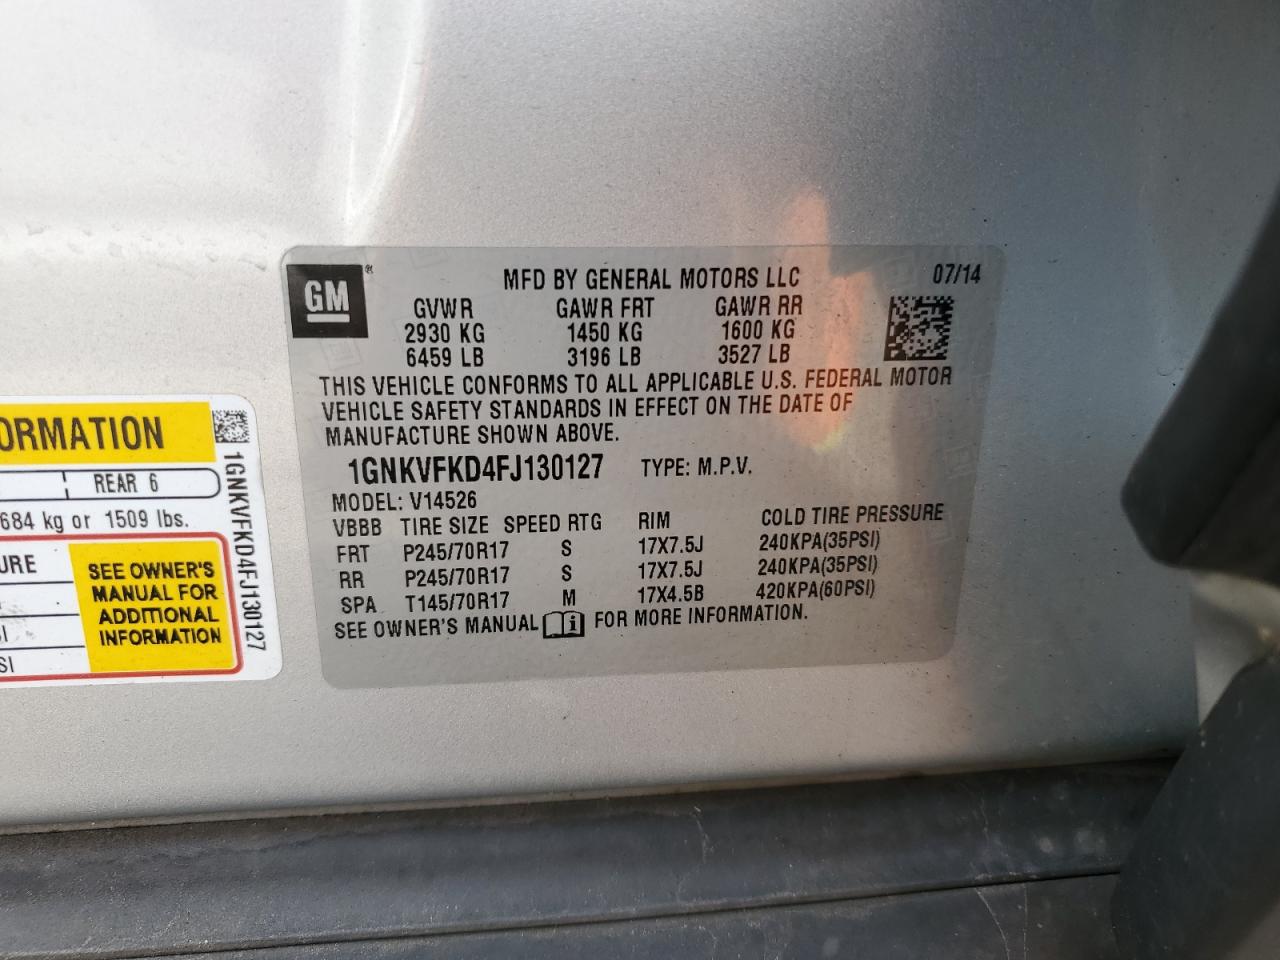 GM®
MFD BY GENERAL MOTORS LLC 07/14
GVWR GAWR FRT GAWR RR
2930 KG 1450 KG 1600 KG
6459 LB 3196 LB 3527 LB
THIS VEHICLE CONFORMS TO ALL APPLICABLE U.S. FEDERAL MOTOR
VEHICLE SAFETY STANDARDS IN EFFECT ON THE DATE OF
MANUFACTURE SHOWN ABOVE.
1GNKVFKD4FJ130127 TYPE: M.P.V.
MODEL: V14526
VBBB TIRE SIZE SPEED RTG RIM COLD TIRE PRESSURE
FRT P245/70R17 S 17X7.5J 240KPA(35PSI)
RR P245/70R17 S 17X7.5J 240KPA(35PSI)
SPA T145/70R17 M 17X4.5B 420KPA(60PSI)
SEE OWNER'S MANUAL i FOR MORE INFORMATION.
ORMATION
REAR 6
684 kg or 1509 lbs.
URE
SI
SI
SEE OWNER'S
MANUAL FOR
ADDITIONAL
INFORMATION
1GNKVFKD4FJ130127